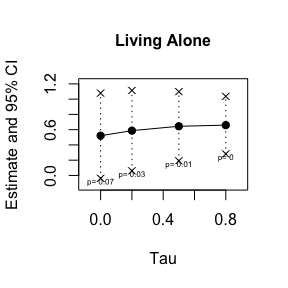 Living Alone
Estimate and 95% CI
1.2
0.6
0.0
p= 0.07
p= 0.03
p= 0.01
p= 0
0.0
0.4
0.8
Tau